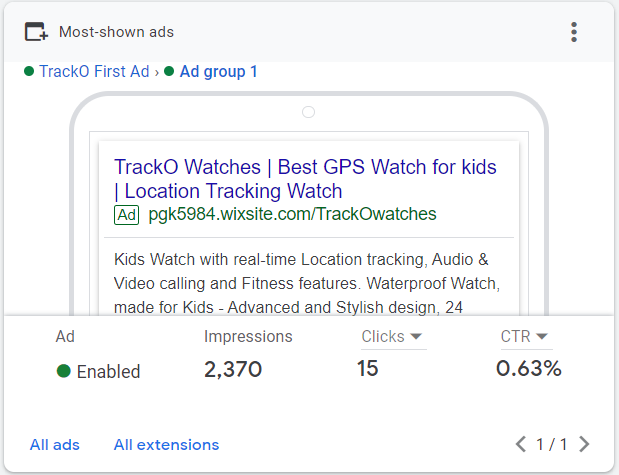 Most-shown ads
TrackO First Ad › Ad group 1
TrackO Watches | Best GPS Watch for kids
| Location Tracking Watch
Ad pgk5984.wixsite.com/TrackOwatches
Kids Watch with real-time Location tracking, Audio &
Video calling and Fitness features. Waterproof Watch,
made for Kids - Advanced and Stylish design, 24
Ad Impressions Clicks CTR
Enabled 2,370 15 0.63%
All ads All extensions 1 / 1